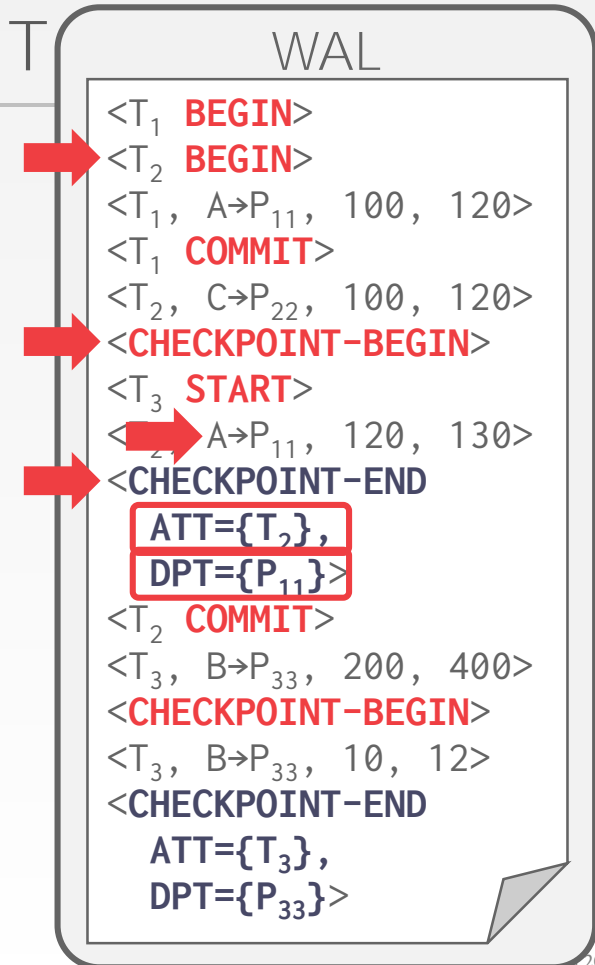 T
WAL
<T₁ BEGIN>
<T₂ BEGIN>
<T₁, A→P₁₁, 100, 120>
<T₁ COMMIT>
<T₂, C→P₂₂, 100, 120>
<CHECKPOINT-BEGIN>
<T₃ START>
<₂, A→P₁₁, 120, 130>
<CHECKPOINT-END
ATT={T₂},
DPT={P₁₁}>
<T₂ COMMIT>
<T₃, B→P₃₃, 200, 400>
<CHECKPOINT-BEGIN>
<T₃, B→P₃₃, 10, 12>
<CHECKPOINT-END
ATT={T₃},
DPT={P₃₃}>